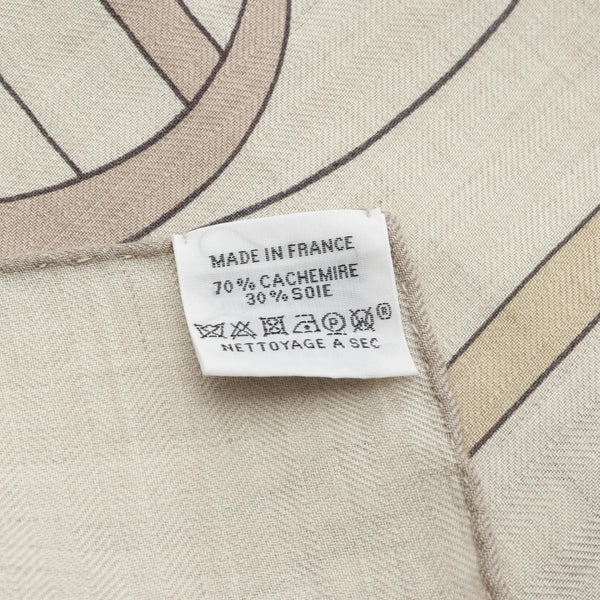 MADE IN FRANCE
70% CACHEMIRE
30% SOIE
P W ®
NETTOYAGE A SEC